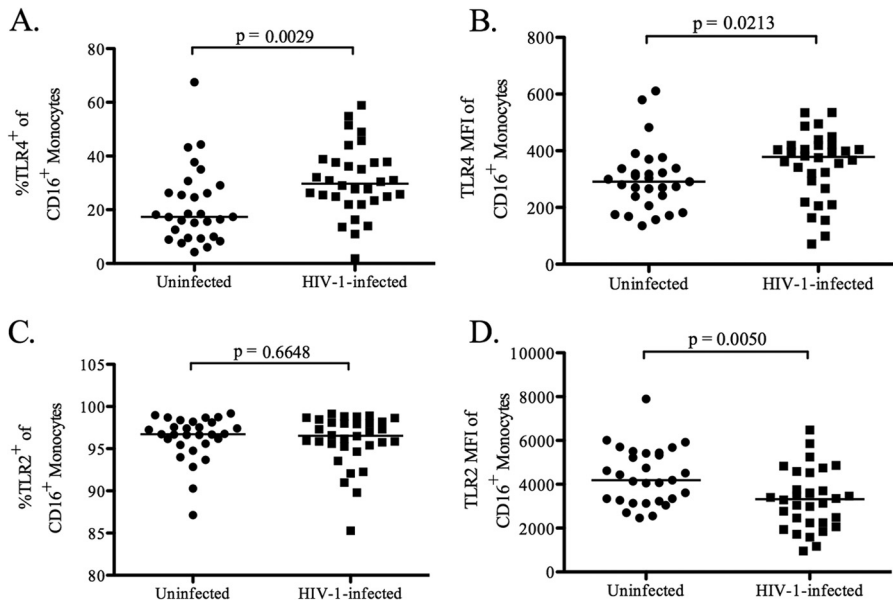 A.
p = 0.0029
%TLR4+ of
CD16+ Monocytes
80
60
40
20
0
Uninfected
HIV-1-infected
B.
p = 0.0213
TLR4 MFI of
CD16+ Monocytes
800
600
400
200
0
Uninfected
HIV-1-infected
C.
p = 0.6648
%TLR2+ of
CD16+ Monocytes
105
100
95
90
85
80
Uninfected
HIV-1-infected
D.
p = 0.0050
TLR2 MFI of
CD16+ Monocytes
10000
8000
6000
4000
2000
0
Uninfected
HIV-1-infected